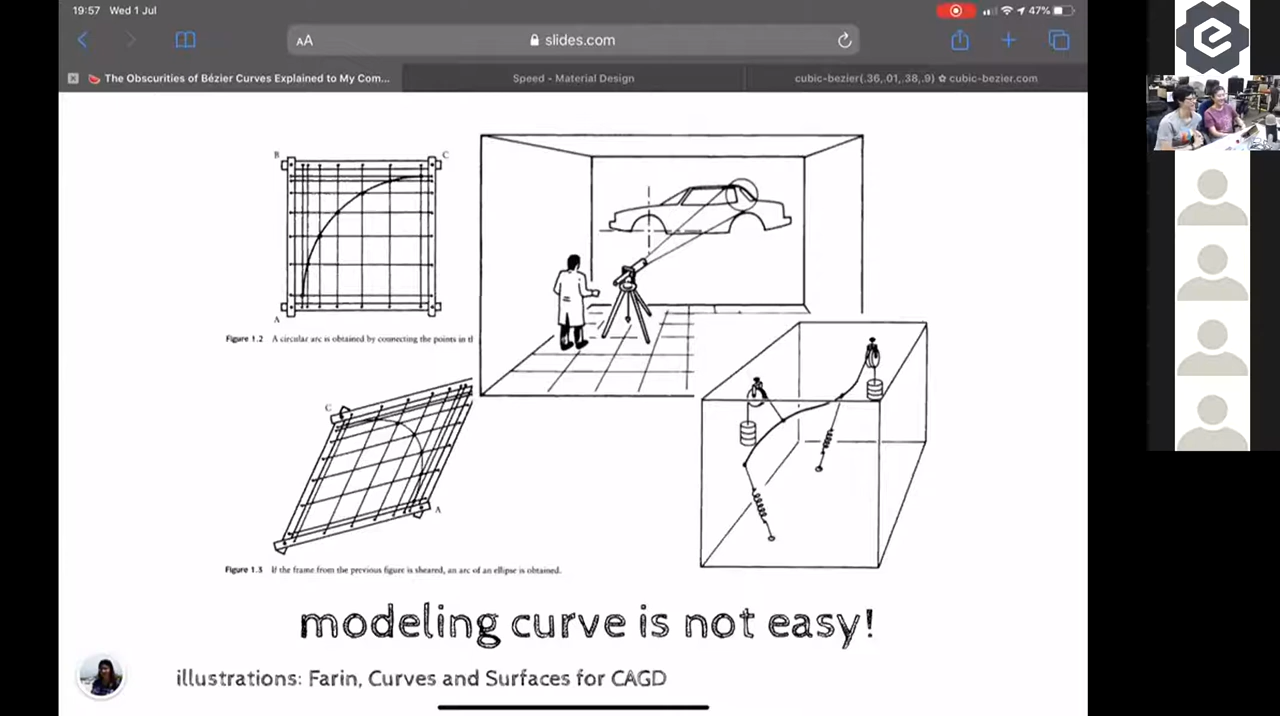 19:57 Wed 1 Jul
47%
AA
slides.com
The Obscurities of Bézier Curves Explained to My Com...
Speed - Material Design
cubic-bezier(.36,.01,.38,.9) ✿ cubic-bezier.com
B
C
A
Figure 1.2 A circular arc is obtained by connecting the points in th
C
A
Figure 1.3 If the frame from the previous figure is sheared, an arc of an ellipse is obtained.
modeling curve is not easy!
illustrations: Farin, Curves and Surfaces for CAGD